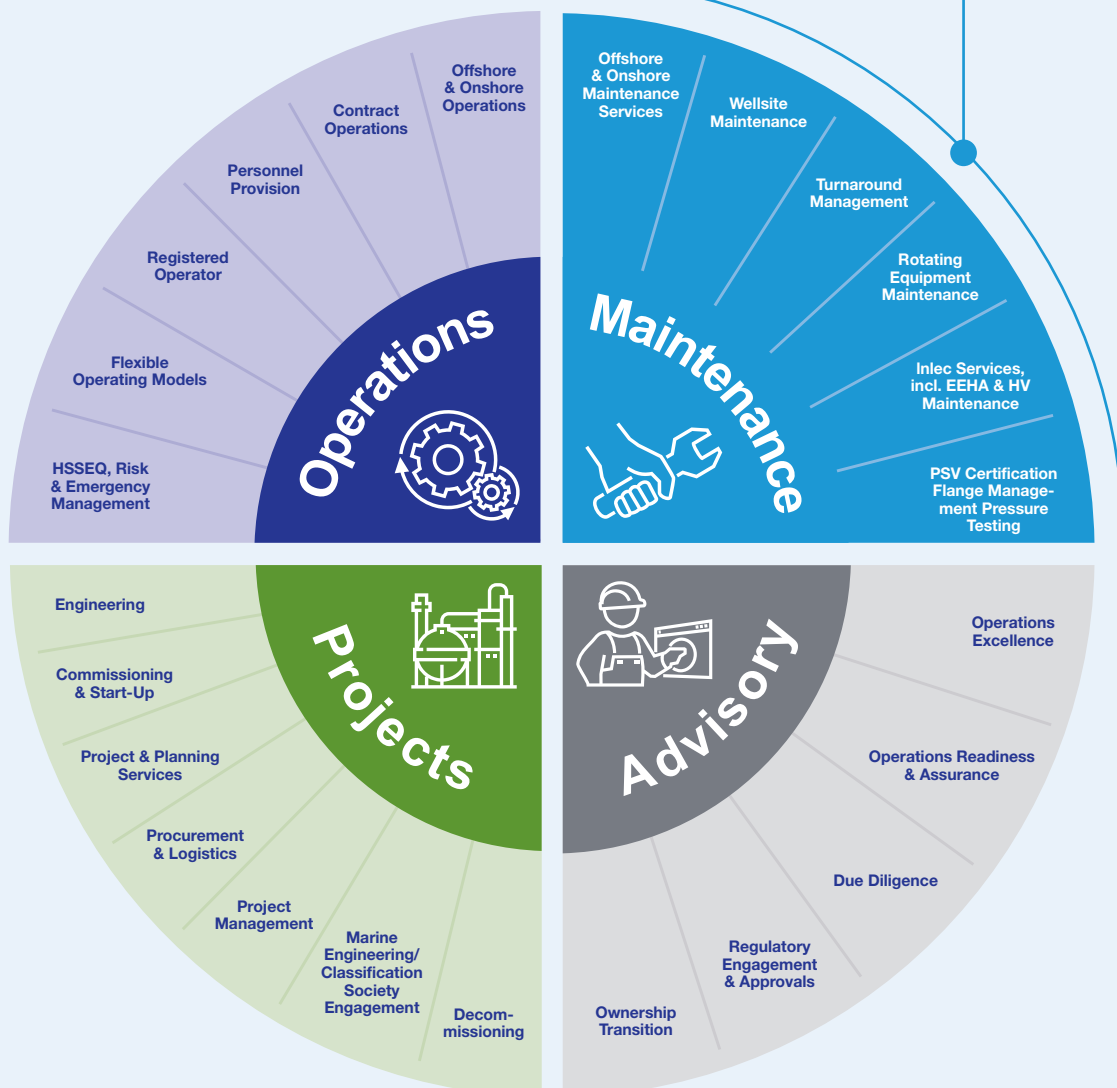 Operations
Offshore
& Onshore
Operations
Contract
Operations
Personnel
Provision
Registered
Operator
Flexible
Operating Models
HSSEQ, Risk
& Emergency
Management
Maintenance
Offshore
& Onshore
Maintenance
Services
Wellsite
Maintenance
Turnaround
Management
Rotating
Equipment
Maintenance
Inlec Services,
incl. EEHA & HV
Maintenance
PSV Certification
Flange Manage-
ment Pressure
Testing
Projects
Engineering
Commissioning
& Start-Up
Project & Planning
Services
Procurement
& Logistics
Project
Management
Marine
Engineering/
Classification
Society
Engagement
Decom-
missioning
Advisory
Operations
Excellence
Operations Readiness
& Assurance
Due Diligence
Regulatory
Engagement
& Approvals
Ownership
Transition